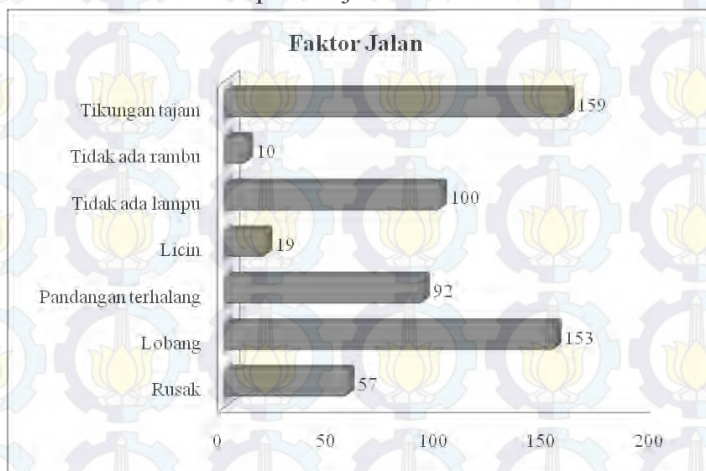 Faktor Jalan
Tikungan tajam 159
Tidak ada rambu 10
Tidak ada lampu 100
Licin 19
Pandangan terhalang 92
Lobang 153
Rusak 57
0 50 100 150 200